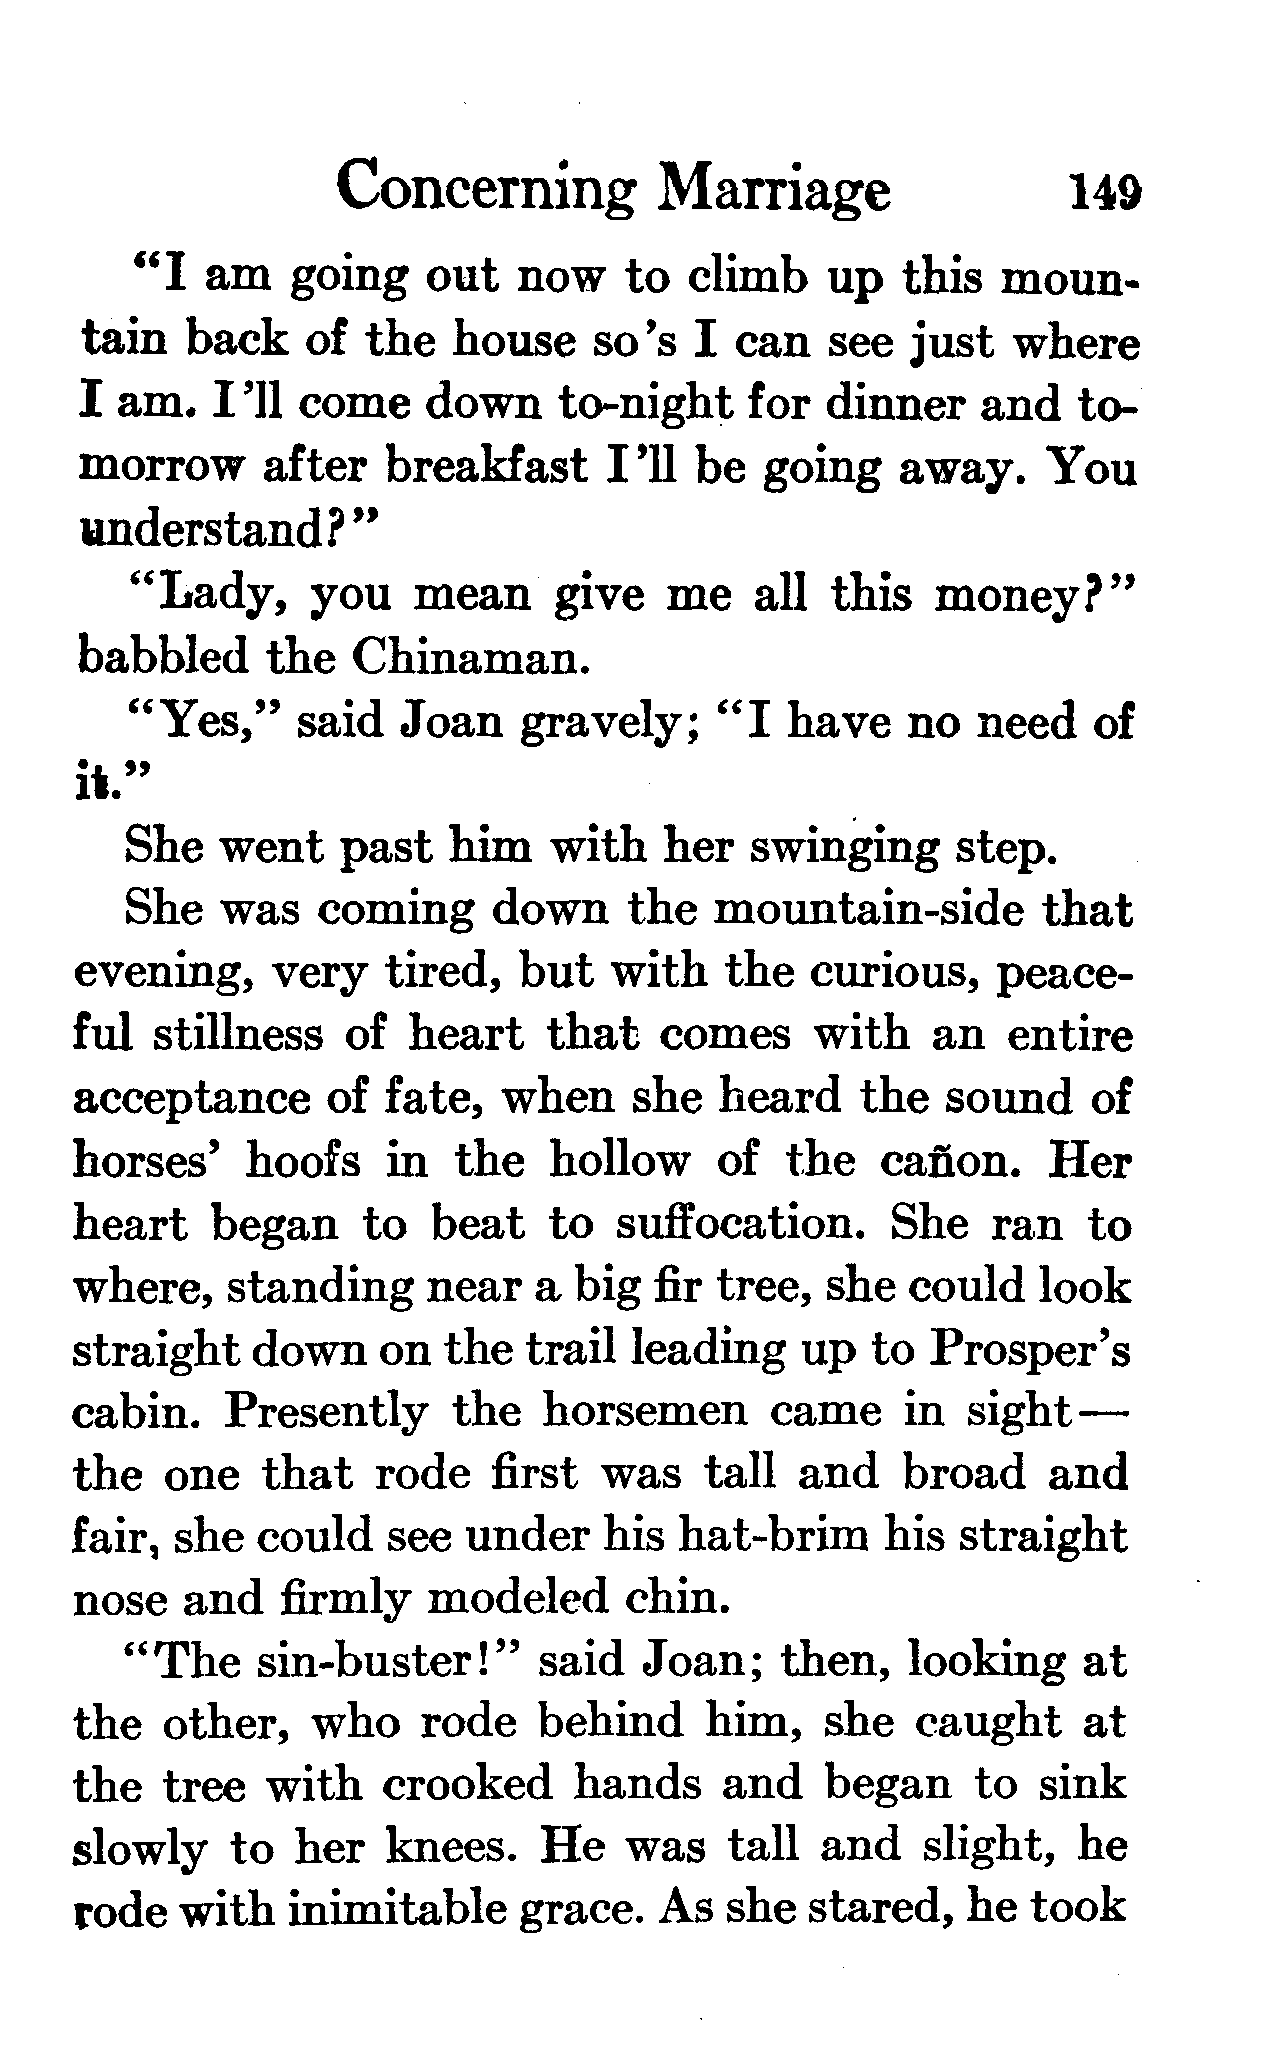 Concerning Marriage 149
“I am going out now to climb up this moun-
tain back of the house so's I can see just where
I am. I'll come down to-night for dinner and to-
morrow after breakfast I'll be going away. You
understand?”
“Lady, you mean give me all this money?”
babbled the Chinaman.
“Yes,” said Joan gravely; “I have no need of
it.”
She went past him with her swinging step.
She was coming down the mountain-side that
evening, very tired, but with the curious, peace-
ful stillness of heart that comes with an entire
acceptance of fate, when she heard the sound of
horses' hoofs in the hollow of the cañon. Her
heart began to beat to suffocation. She ran to
where, standing near a big fir tree, she could look
straight down on the trail leading up to Prosper's
cabin. Presently the horsemen came in sight—
the one that rode first was tall and broad and
fair, she could see under his hat-brim his straight
nose and firmly modeled chin.
“The sin-buster!” said Joan; then, looking at
the other, who rode behind him, she caught at
the tree with crooked hands and began to sink
slowly to her knees. He was tall and slight, he
rode with inimitable grace. As she stared, he took